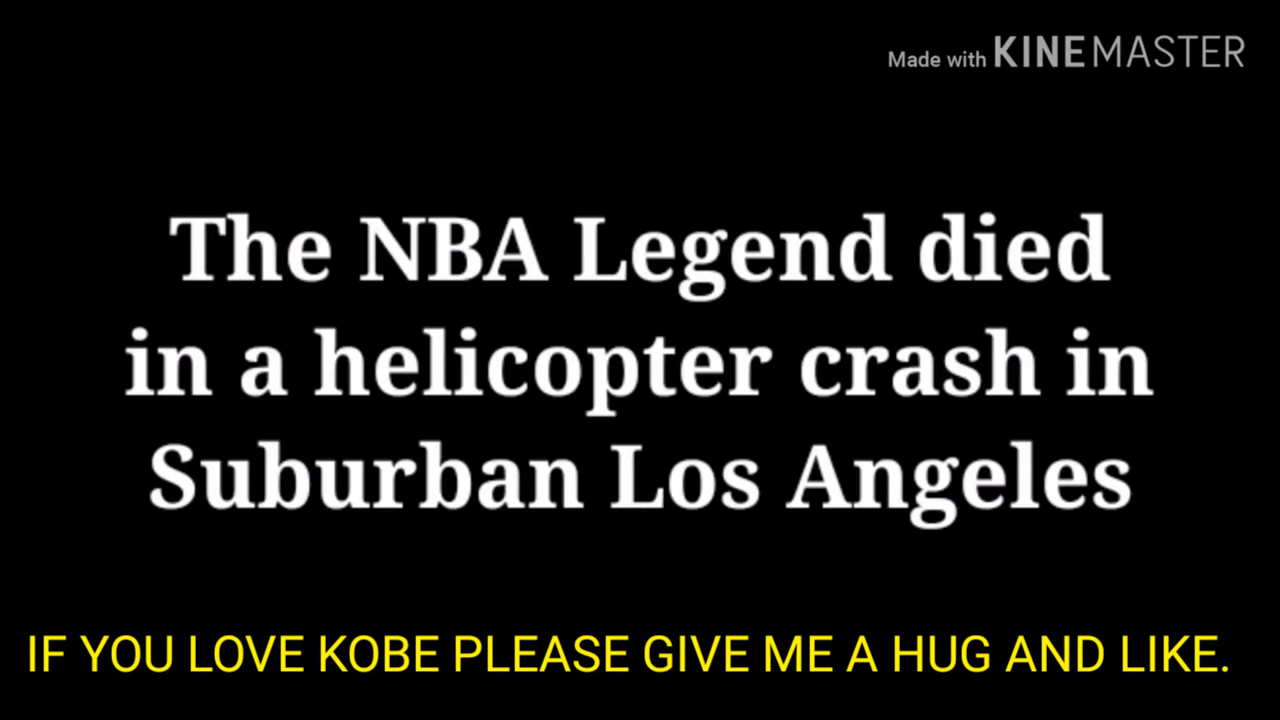 Made with KINEMASTER
The NBA Legend died
in a helicopter crash in
Suburban Los Angeles
IF YOU LOVE KOBE PLEASE GIVE ME A HUG AND LIKE.